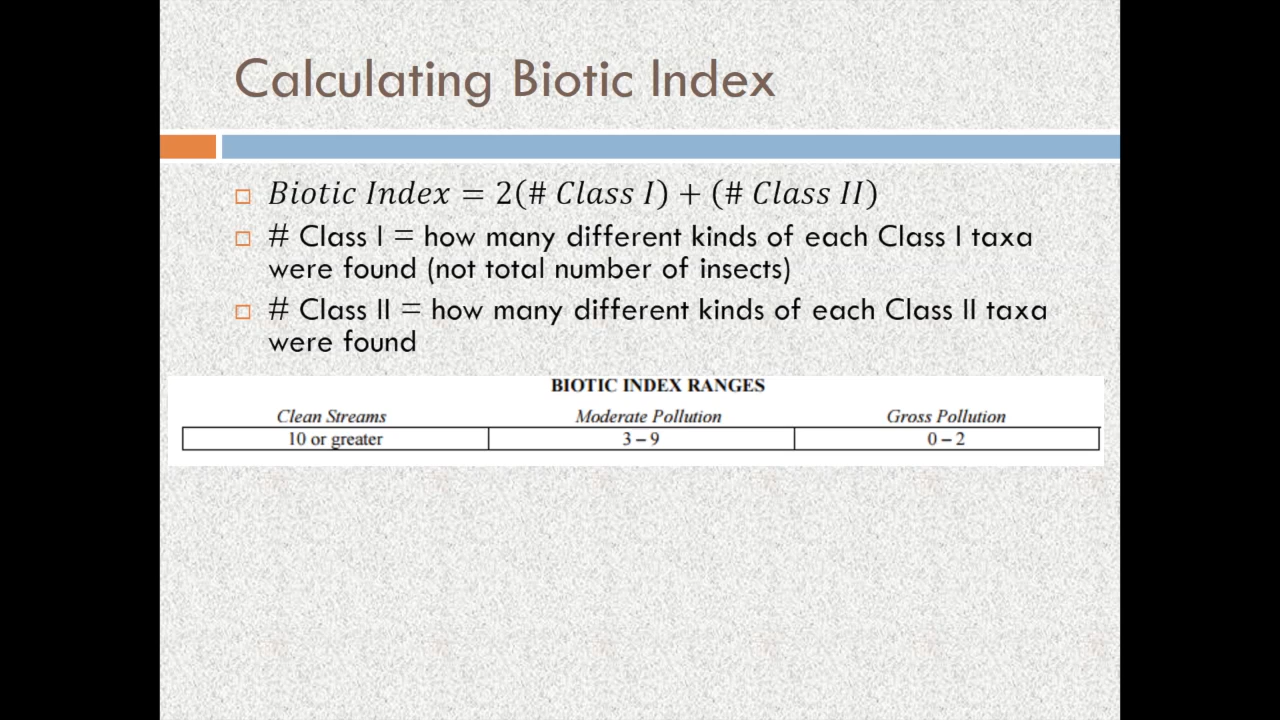 Calculating Biotic Index
Biotic Index = 2(# Class I) + (# Class II)
# Class I = how many different kinds of each Class I taxa
were found (not total number of insects)
# Class II = how many different kinds of each Class II taxa
were found
BIOTIC INDEX RANGES
Clean Streams Moderate Pollution Gross Pollution
10 or greater 3 – 9 0 – 2